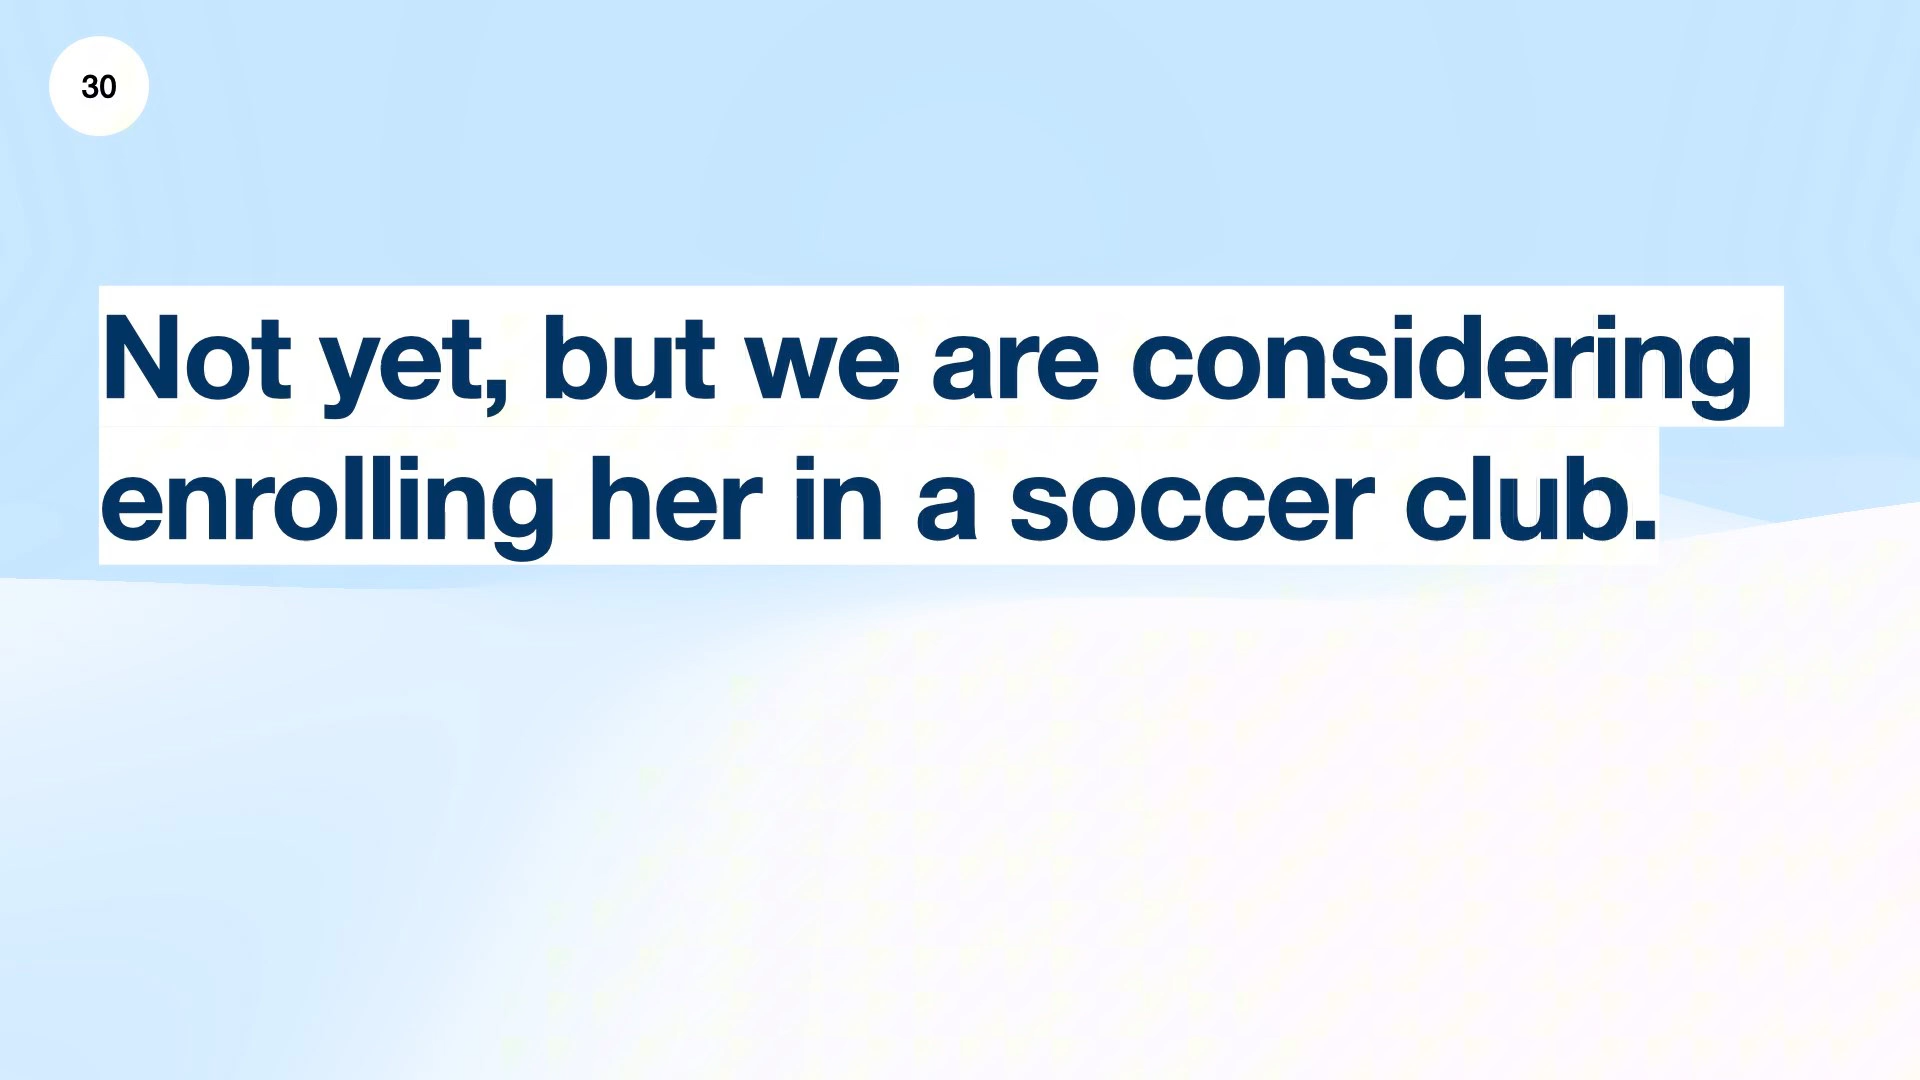 30
Not yet, but we are considering
enrolling her in a soccer club.